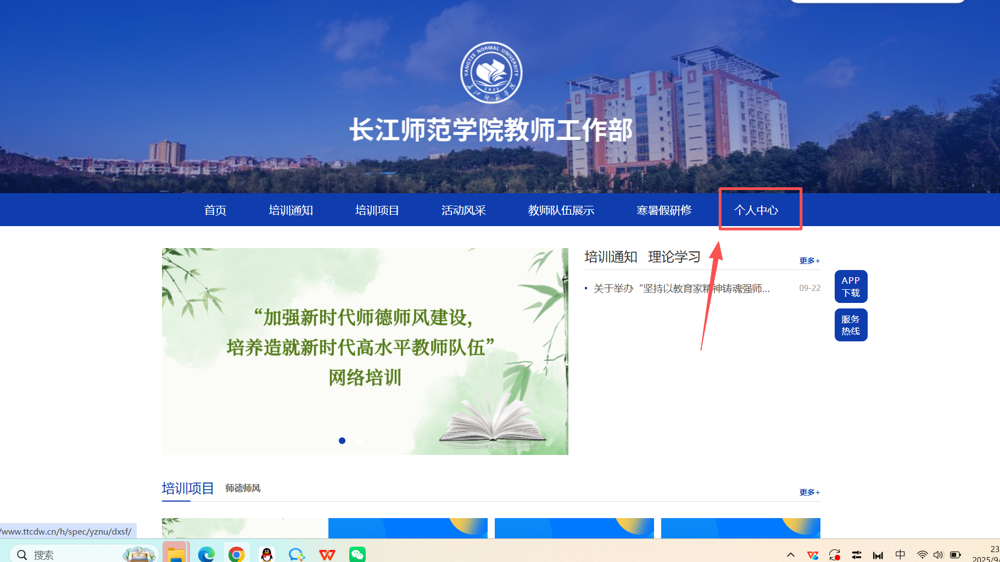 YANGTZE NORMAL UNIVERSITY
1931
长江师范学院
长江师范学院教师工作部
首页
培训通知
培训项目
活动风采
教师队伍展示
寒暑假研修
个人中心
“加强新时代师德师风建设,
培养造就新时代高水平教师队伍”
网络培训
培训通知 理论学习
更多+
关于举办“坚持以教育家精神铸魂强师...
09-22
APP
下载
服务
热线
培训项目 师德师风
更多+
/www.ttcdw.cn/h/spec/yznu/dxsf/
搜索
中
23
2025/9/